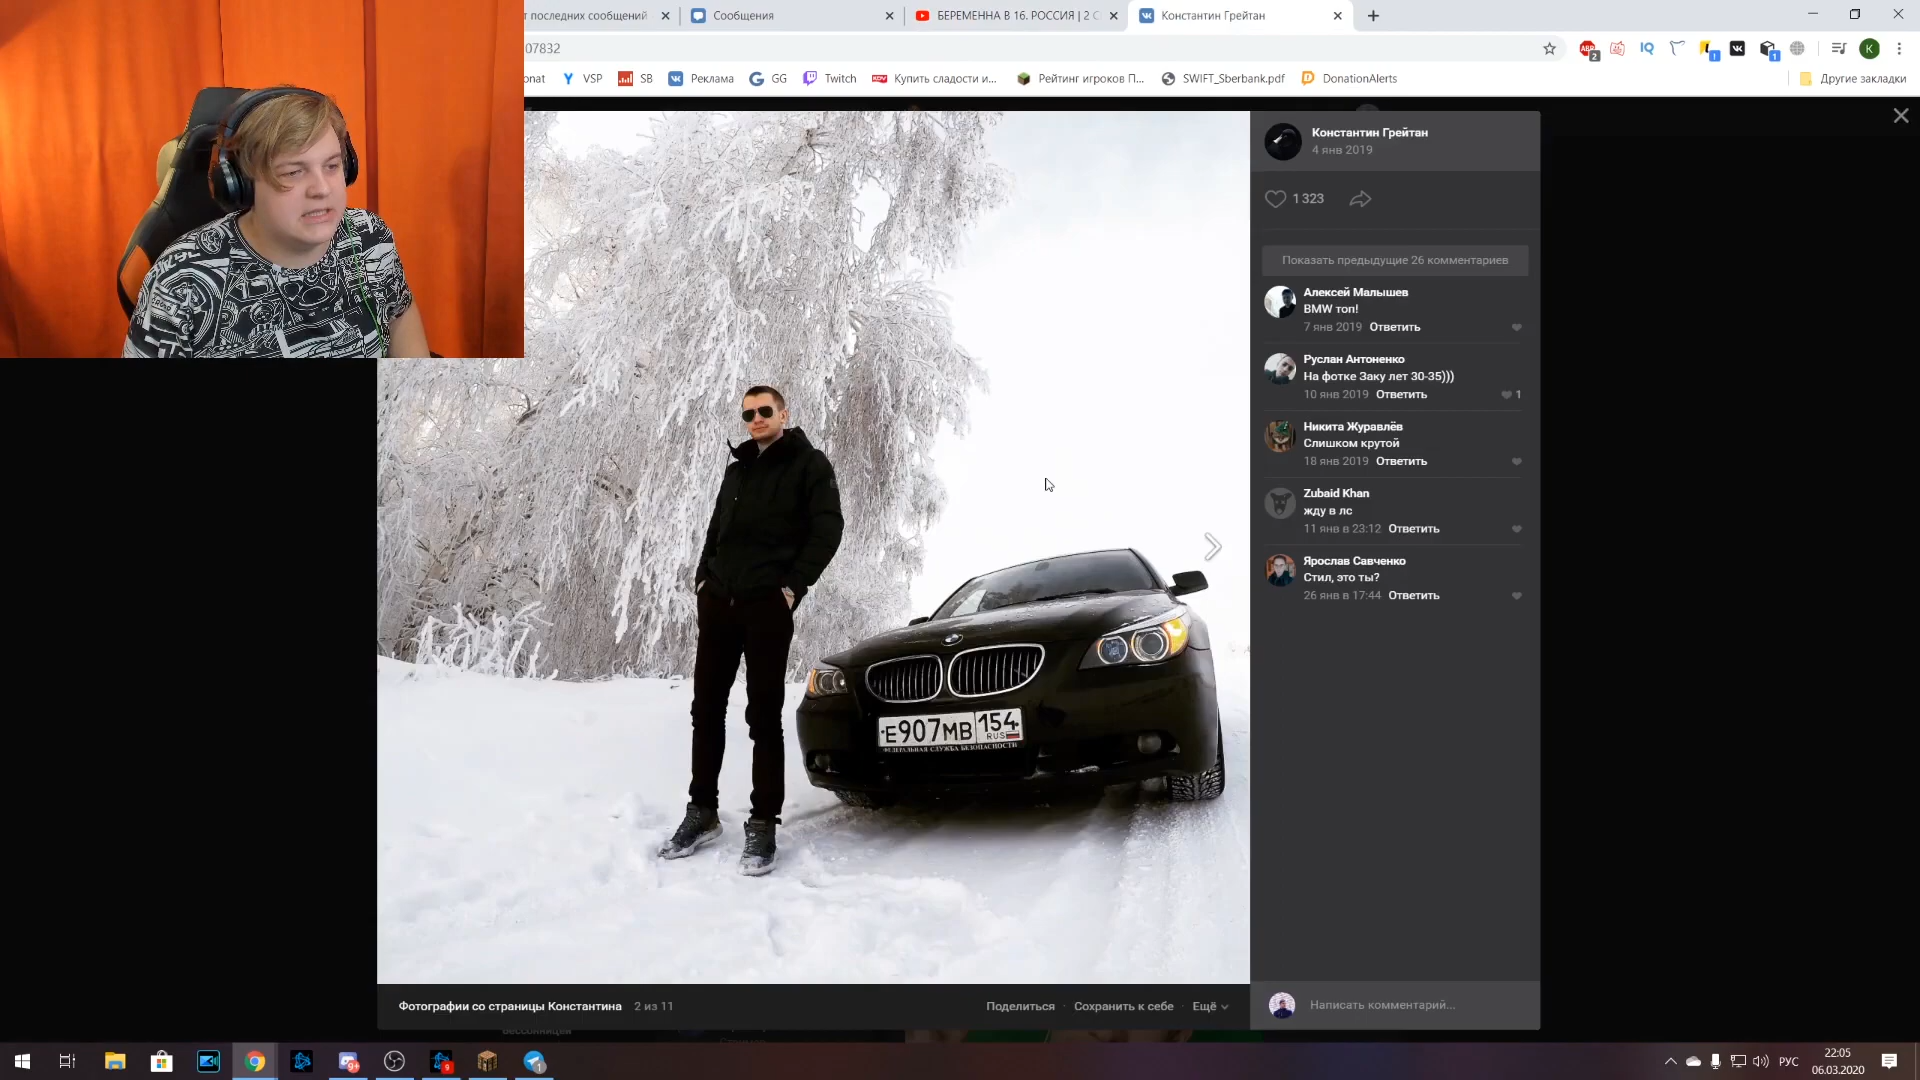 т последних сообщений
Сообщения
БЕРЕМЕННА В 16. РОССИЯ | 2 С
Константин Грейтан
07832
onat
VSP
SB
Реклама
GG
Twitch
Купить сладости и...
Рейтинг игроков П...
SWIFT_Sberbank.pdf
DonationAlerts
Другие закладки
Константин Грейтан
4 янв 2019
1 323
Показать предыдущие 26 комментариев
Алексей Малышев
BMW топ!
7 янв 2019 Ответить
Руслан Антоненко
На фотке Заку лет 30-35)))
10 янв 2019 Ответить
1
Никита Журавлёв
Слишком крутой
18 янв 2019 Ответить
Zubaid Khan
жду в лс
11 янв в 23:12 Ответить
Ярослав Савченко
Стил, это ты?
26 янв в 17:44 Ответить
Е907МВ 154
RUS
ФЕДЕРАЛЬНАЯ СЛУЖБА БЕЗОПАСНОСТИ
Фотографии со страницы Константина 2 из 11
Поделиться · Сохранить к себе · Ещё
Написать комментарий...
РУС
22:05
06.03.2020